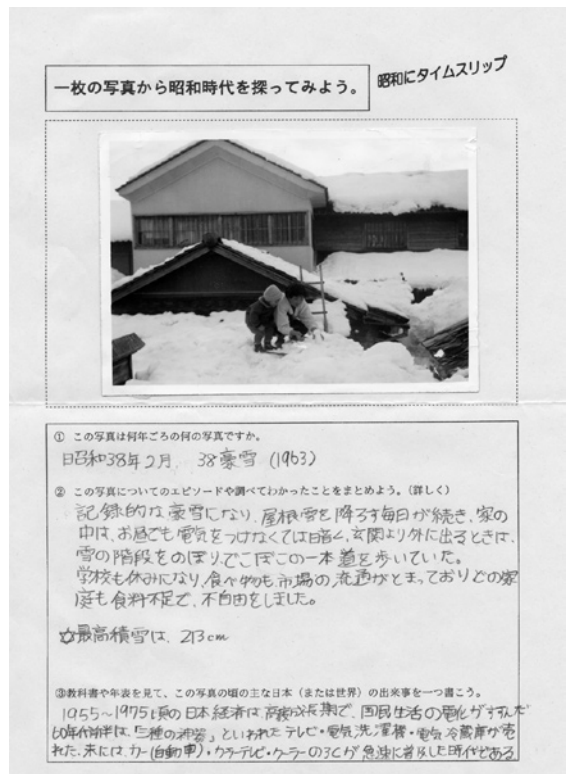 一枚の写真から昭和時代を探ってみよう。
昭和にタイムスリップ
① この写真は何年ごろの何の写真ですか。
昭和38年2月. 38豪雪 (1963)
② この写真についてのエピソードや調べてわかったことをまとめよう。(詳しく)
記録的な豪雪になり、屋根雪を降ろす毎日が続き、家の
中は、お昼でも電気をつけなくては暗く、玄関より外に出るときは、
雪の階段をのぼり、でこぼこの一本道を歩いていた。
学校も休みになり、食べ物も、市場の流通がとまっておりどの家
庭も食料不足で、不自由をしました。
☆最高積雪は、213cm
③教科書や年表を見て、この写真の頃の主な日本(または世界)の出来事を一つ書こう。
1955~1975頃の日本経済は、高度成長期で、国民生活の電化がすすんだ
60年代前半は、「三種の神器」といわれたテレビ・電気洗濯機・電気冷蔵庫が売
れた。末には、カー(自動車)・カラーテレビ・クーラーの3Cが急速に普及した時代である